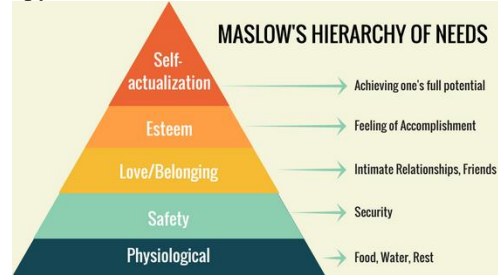 MASLOW'S HIERARCHY OF NEEDS
Self-
actualization
Achieving one's full potential
Esteem
Feeling of Accomplishment
Love/Belonging
Intimate Relationships, Friends
Safety
Security
Physiological
Food, Water, Rest